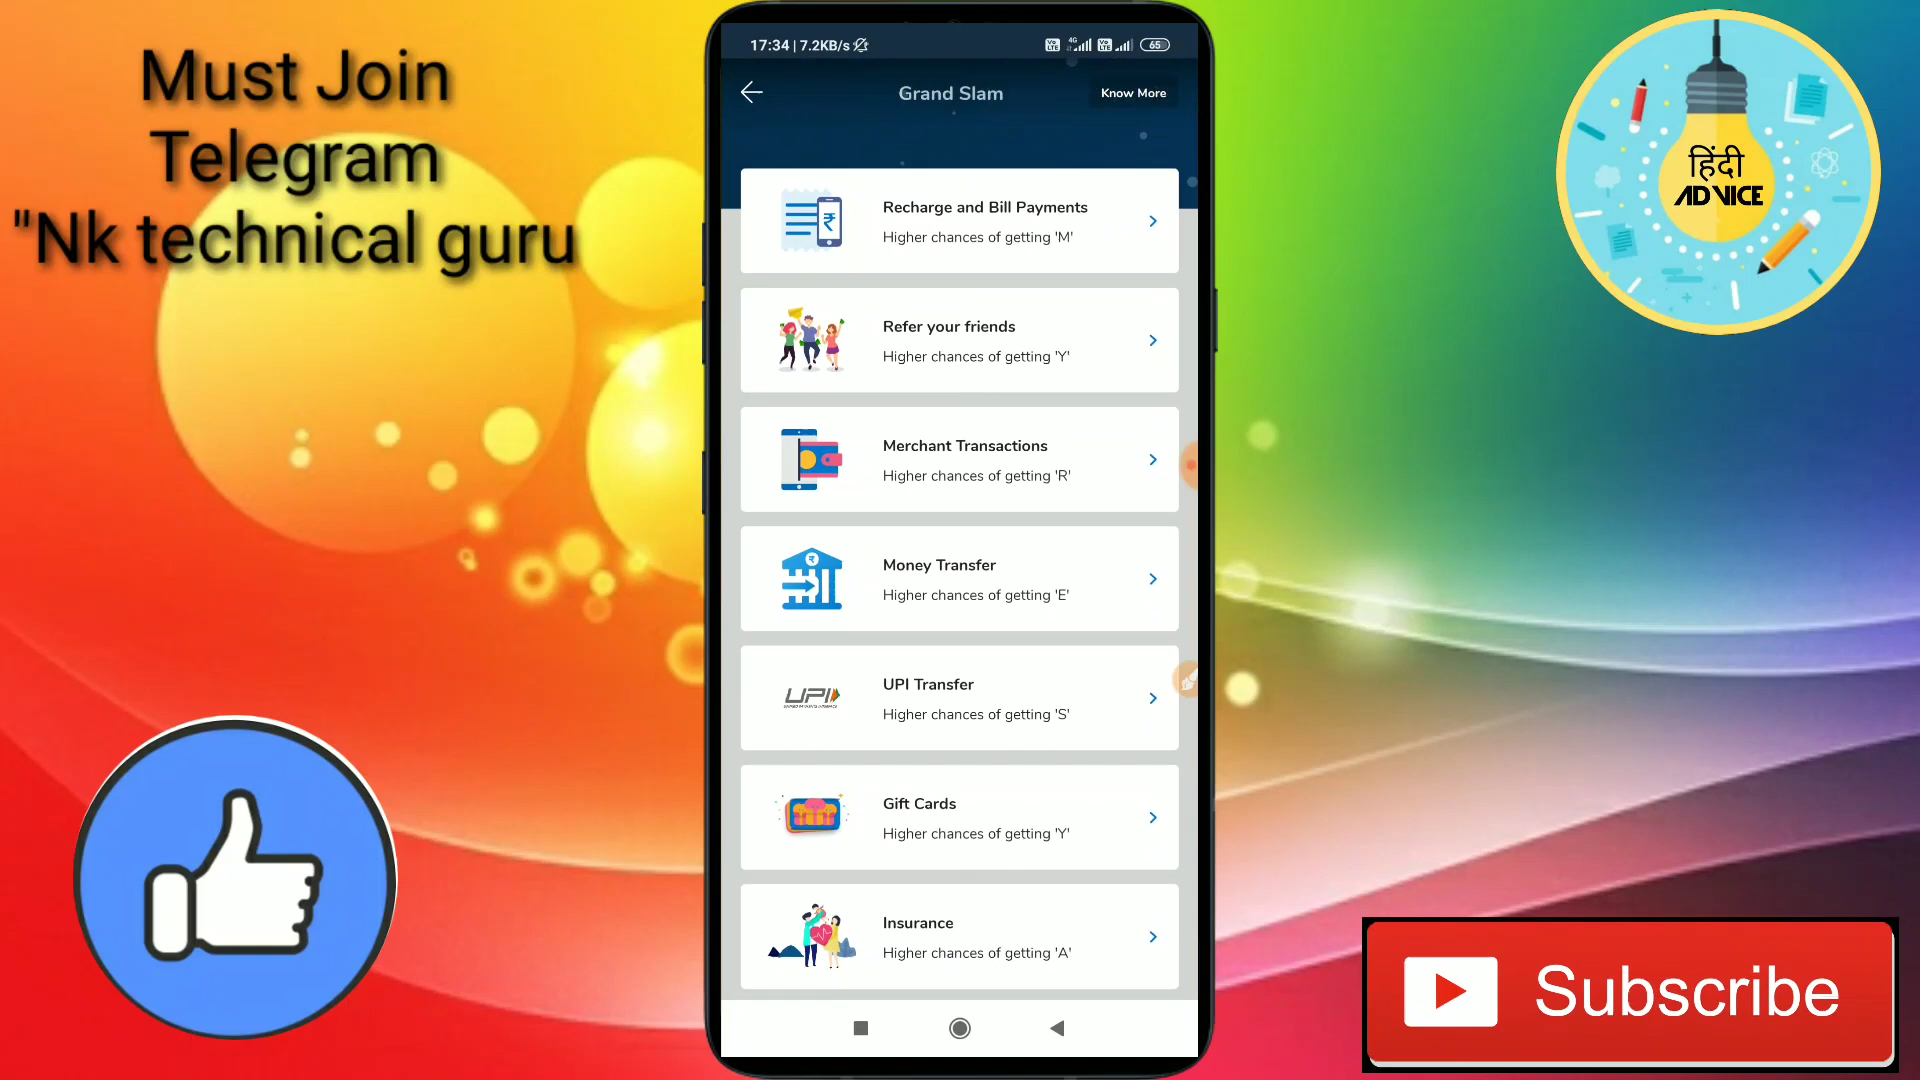 Must Join
Telegram
"Nk technical guru
17:34 | 7.2KB/s
4G
65
Grand Slam
Know More
Recharge and Bill Payments
Higher chances of getting 'M'
Refer your friends
Higher chances of getting 'Y'
Merchant Transactions
Higher chances of getting 'R'
Money Transfer
Higher chances of getting 'E'
UPI
UPI Transfer
Higher chances of getting 'S'
Gift Cards
Higher chances of getting 'Y'
Insurance
Higher chances of getting 'A'
हिंदी
ADVICE
Subscribe